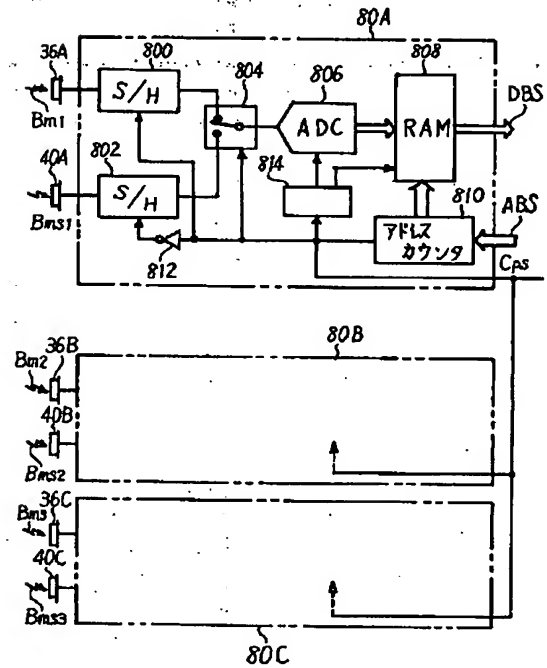 80A
36A
800
804
806
808
S/H
Bm1
ADC
RAM
DBS
40A
802
814
S/H
Bms1
812
810
アドレス
カウンタ
ABS
Cps
36B
80B
Bm2
40B
Bms2
36C
Bm3
40C
Bms3
80C